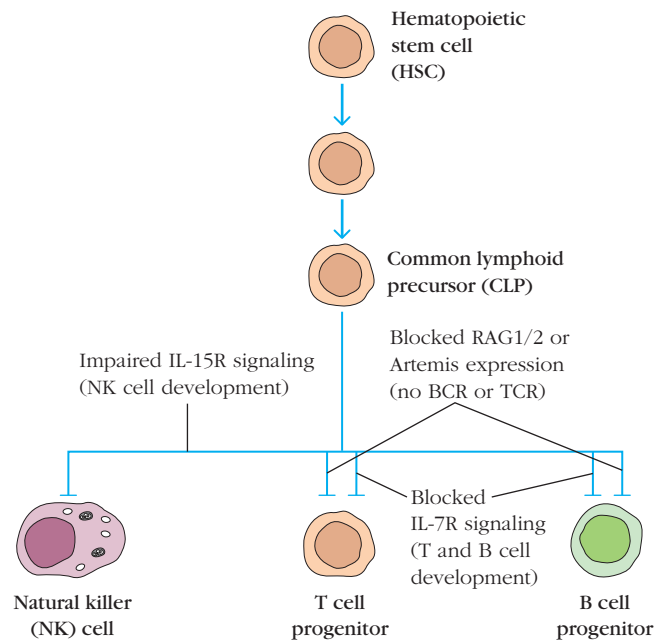 Hematopoietic
stem cell
(HSC)
Common lymphoid
precursor (CLP)
Impaired IL-15R signaling
(NK cell development)
Blocked RAG1/2 or
Artemis expression
(no BCR or TCR)
Blocked
IL-7R signaling
(T and B cell
development)
Natural killer
(NK) cell
T cell
progenitor
B cell
progenitor